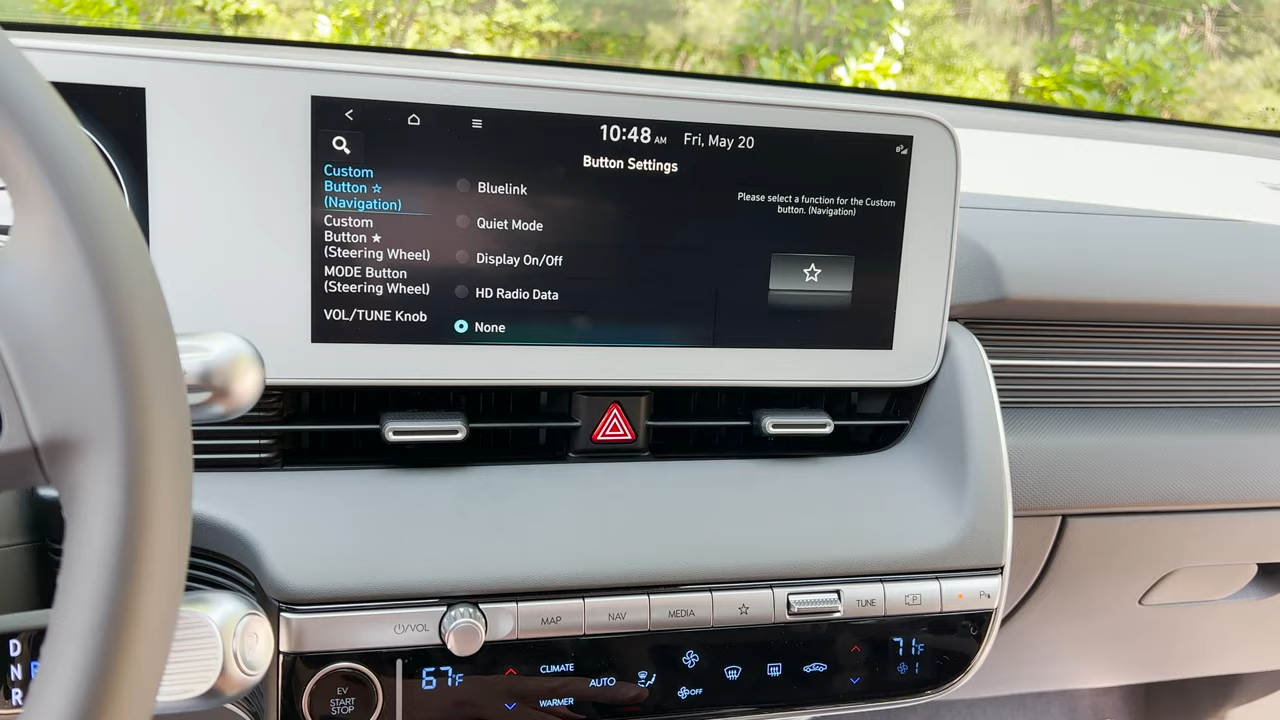 10:48 AM Fri, May 20
Button Settings
Custom
Button ☆
(Navigation)
Custom
Button ★
(Steering Wheel)
MODE Button
(Steering Wheel)
VOL/TUNE Knob
Bluelink
Quiet Mode
Display On/Off
HD Radio Data
None
Please select a function for the Custom
button. (Navigation)
/VOL
MAP
NAV
MEDIA
☆
TUNE
P
P
D
N
R
EV
START
STOP
67°F
CLIMATE
WARMER
AUTO
OFF
71°F
1